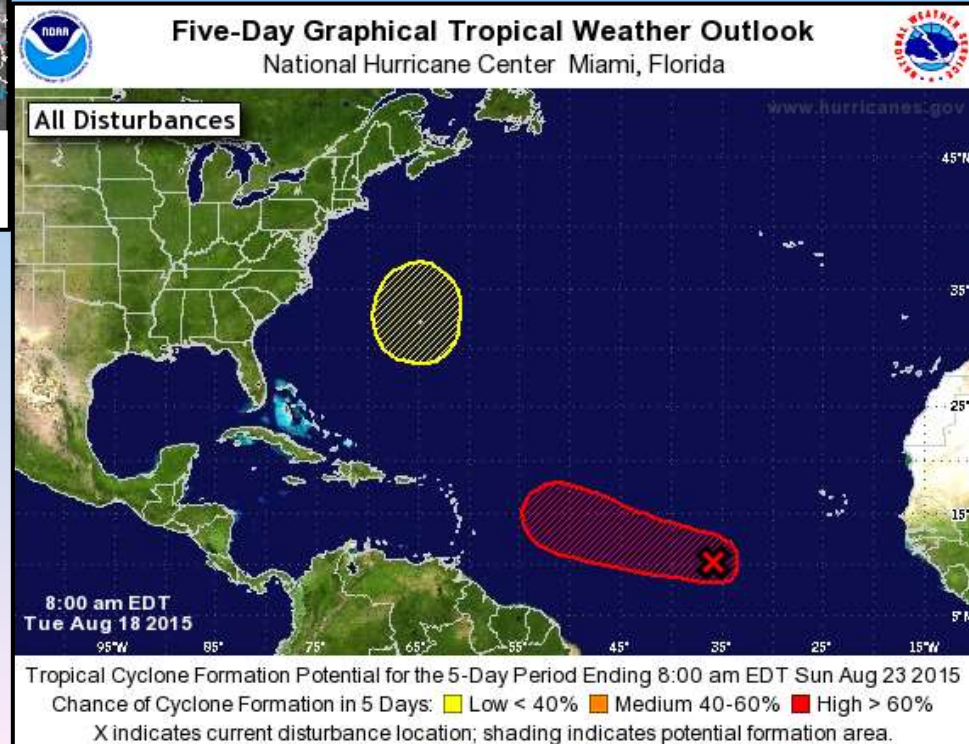 NOAA
Five-Day Graphical Tropical Weather Outlook
National Hurricane Center Miami, Florida
NATIONAL WEATHER SERVICE
All Disturbances
www.hurricanes.gov
45°N
35°
25°
15°
5°N
8:00 am EDT
Tue Aug 18 2015
95°W 85° 75° 65° 55° 45° 35° 25° 15°W
Tropical Cyclone Formation Potential for the 5-Day Period Ending 8:00 am EDT Sun Aug 23 2015
Chance of Cyclone Formation in 5 Days: Low < 40% Medium 40-60% High > 60%
X indicates current disturbance location; shading indicates potential formation area.